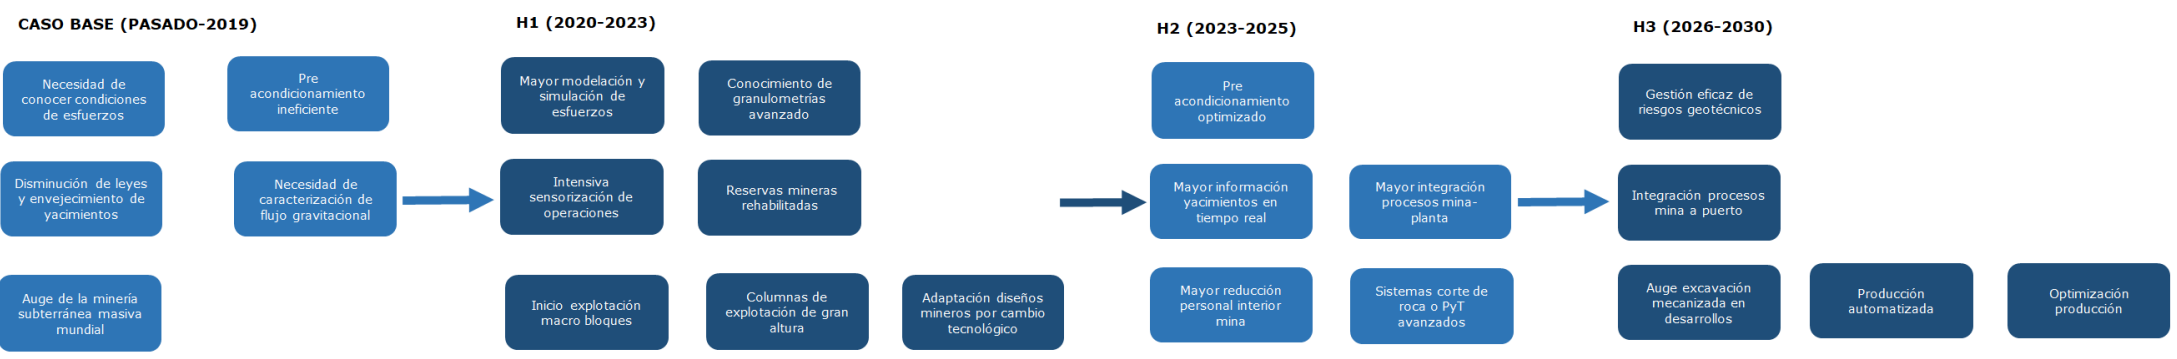 CASO BASE (PASADO-2019)
Necesidad de
conocer condiciones
de esfuerzos
Pre
acondicionamiento
ineficiente
Disminución de leyes
y envejecimiento de
yacimientos
Necesidad de
caracterización de
flujo gravitacional
Auge de la minería
subterránea masiva
mundial
H1 (2020-2023)
Mayor modelación y
simulación de
esfuerzos
Conocimiento de
granulometrías
avanzado
Intensiva
sensorización de
operaciones
Reservas mineras
rehabilitadas
Inicio explotación
macro bloques
Columnas de
explotación de gran
altura
Adaptación diseños
mineros por cambio
tecnológico
H2 (2023-2025)
Pre
acondicionamiento
optimizado
Mayor información
yacimientos en
tiempo real
Mayor integración
procesos mina-
planta
Mayor reducción
personal interior
mina
Sistemas corte de
roca o PyT
avanzados
H3 (2026-2030)
Gestión eficaz de
riesgos geotécnicos
Integración procesos
mina a puerto
Auge excavación
mecanizada en
desarrollos
Producción
automatizada
Optimización
producción